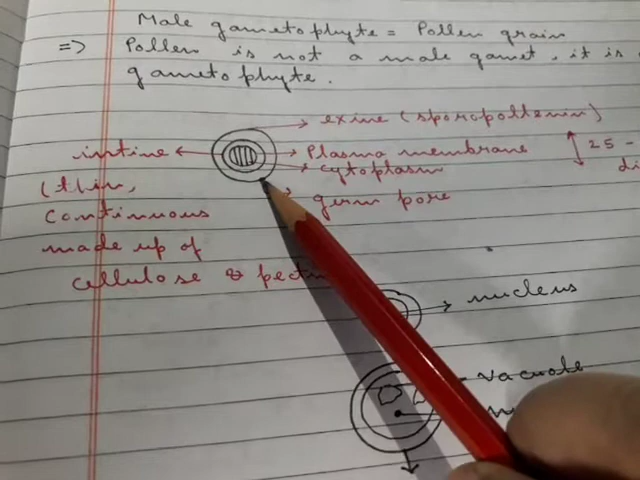 Male gametophyte = Pollen grain
=> Pollen is not a male gamet, it is
gametophyte.
exine (sporopollenin)
intine
Plasma membrane
25 -
cytoplasm
(thin,
germ pore
continuous
made up of
cellulose & pecti
nucleus
vacuole